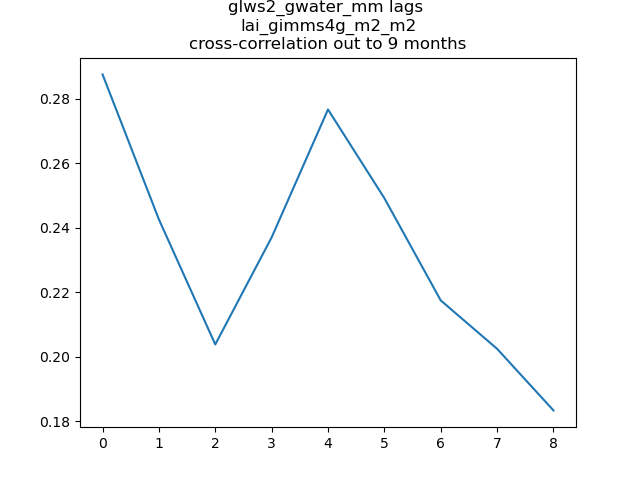 glws2_gwater_mm lags
lai_gimms4g_m2_m2
cross-correlation out to 9 months
0.28
0.26
0.24
0.22
0.20
0.18
0 1 2 3 4 5 6 7 8